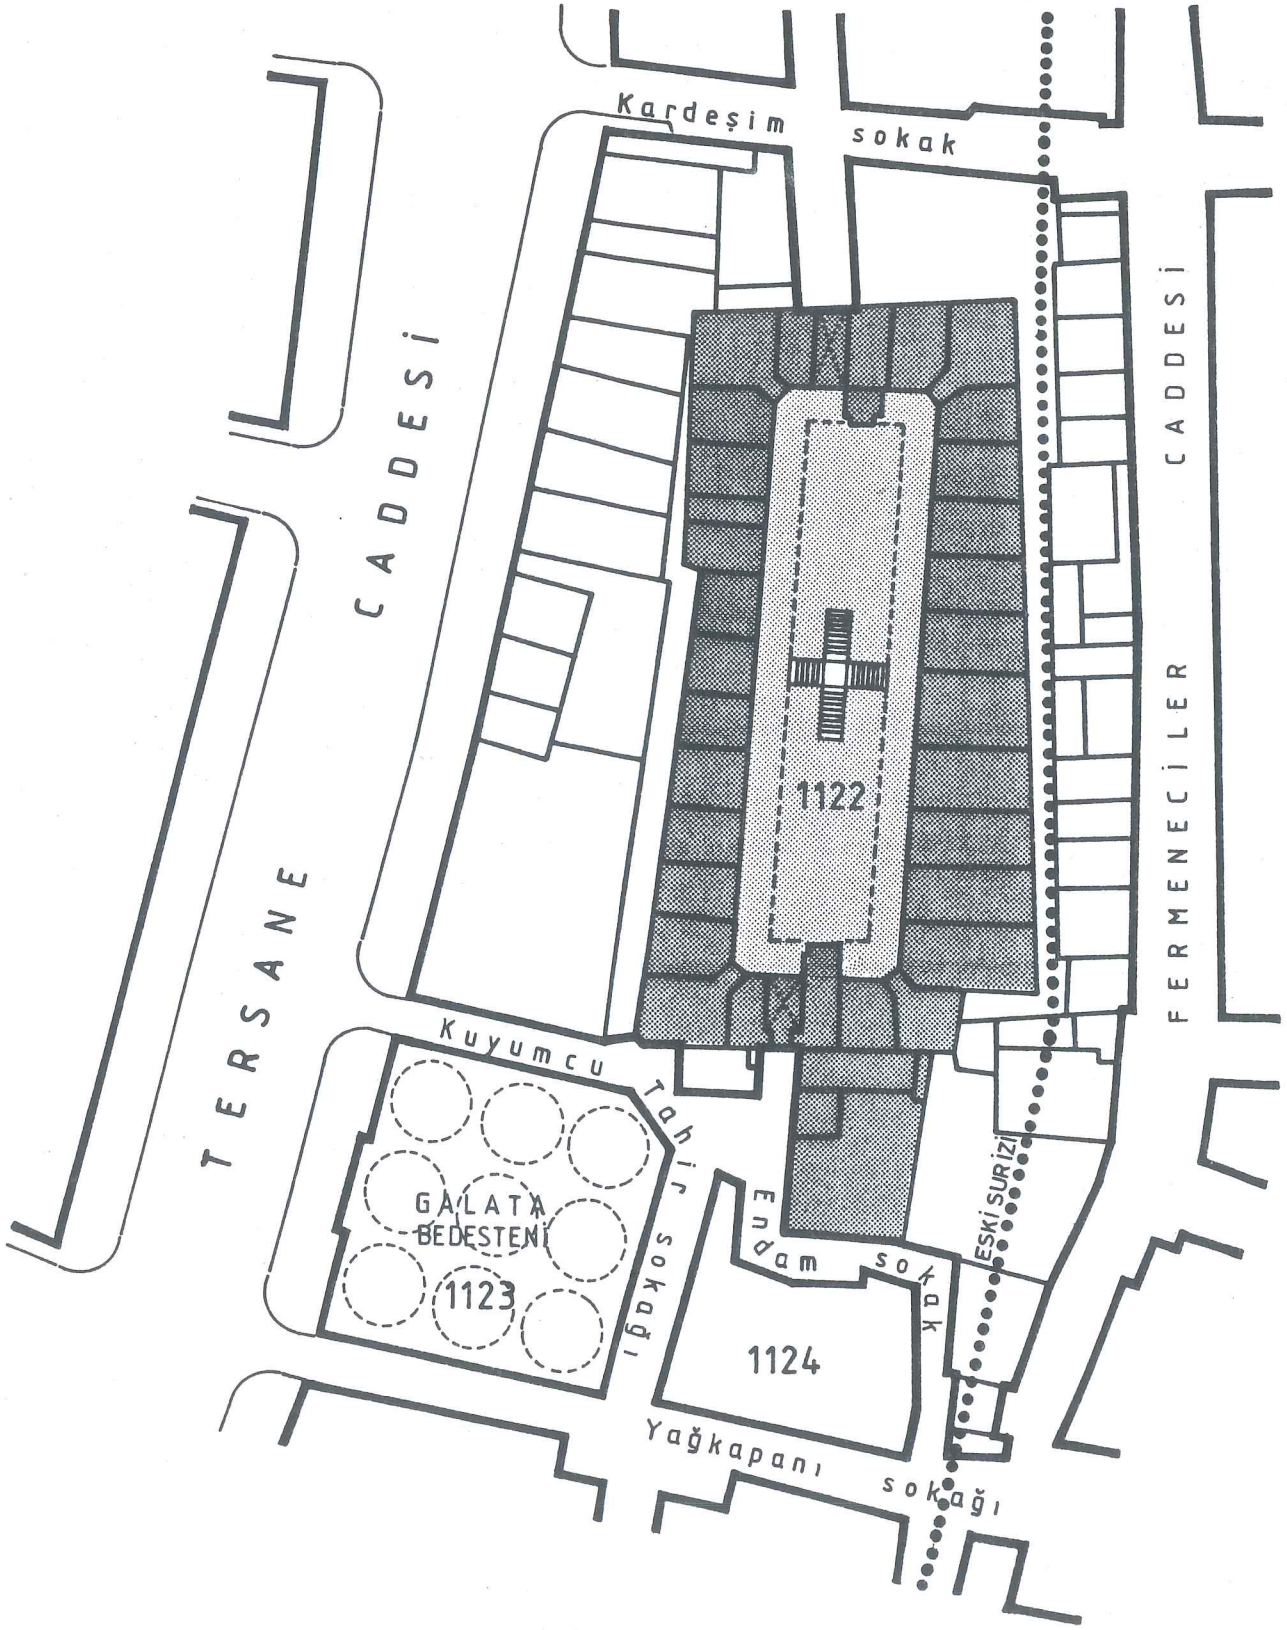 Kardeşim sokak
TERSANE CADDESİ
FERMENECİLER CADDESİ
1122
Kuyumcu Tahir sokağı
GALATA
BEDESTENİ
1123
Endam sokak
ESKİ SUR İZİ
1124
Yağkapanı sokağı